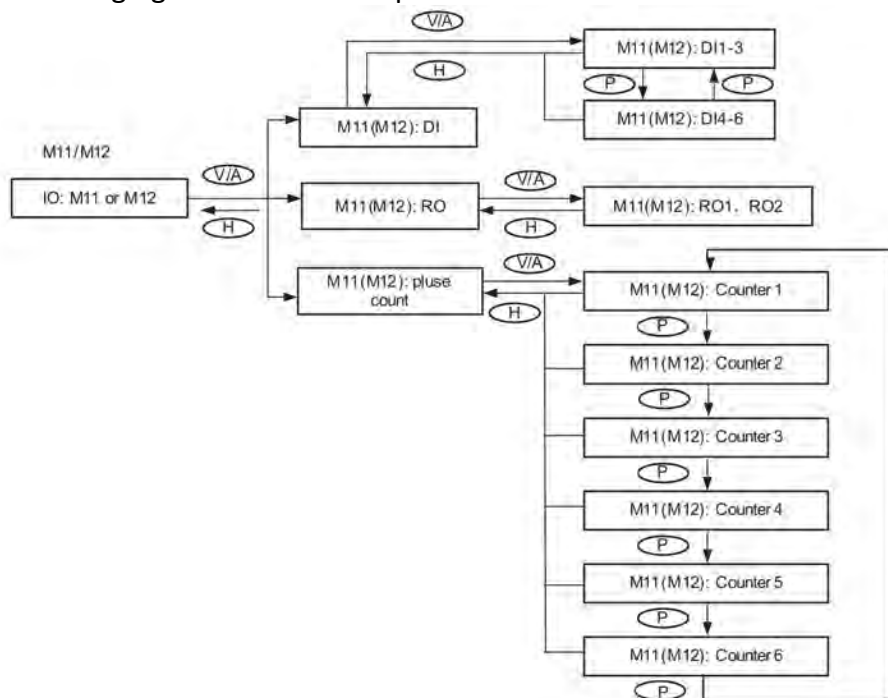 V/A
M11(M12): DI1-3
H
P
P
M11(M12): DI
M11(M12): DI4-6
M11/M12
V/A
V/A
IO: M11 or M12
M11(M12): RO
M11(M12): RO1、RO2
H
H
V/A
M11(M12): pluse
count
M11(M12): Counter 1
H
P
M11(M12): Counter 2
P
M11(M12): Counter 3
P
M11(M12): Counter 4
P
M11(M12): Counter 5
P
M11(M12): Counter 6
P